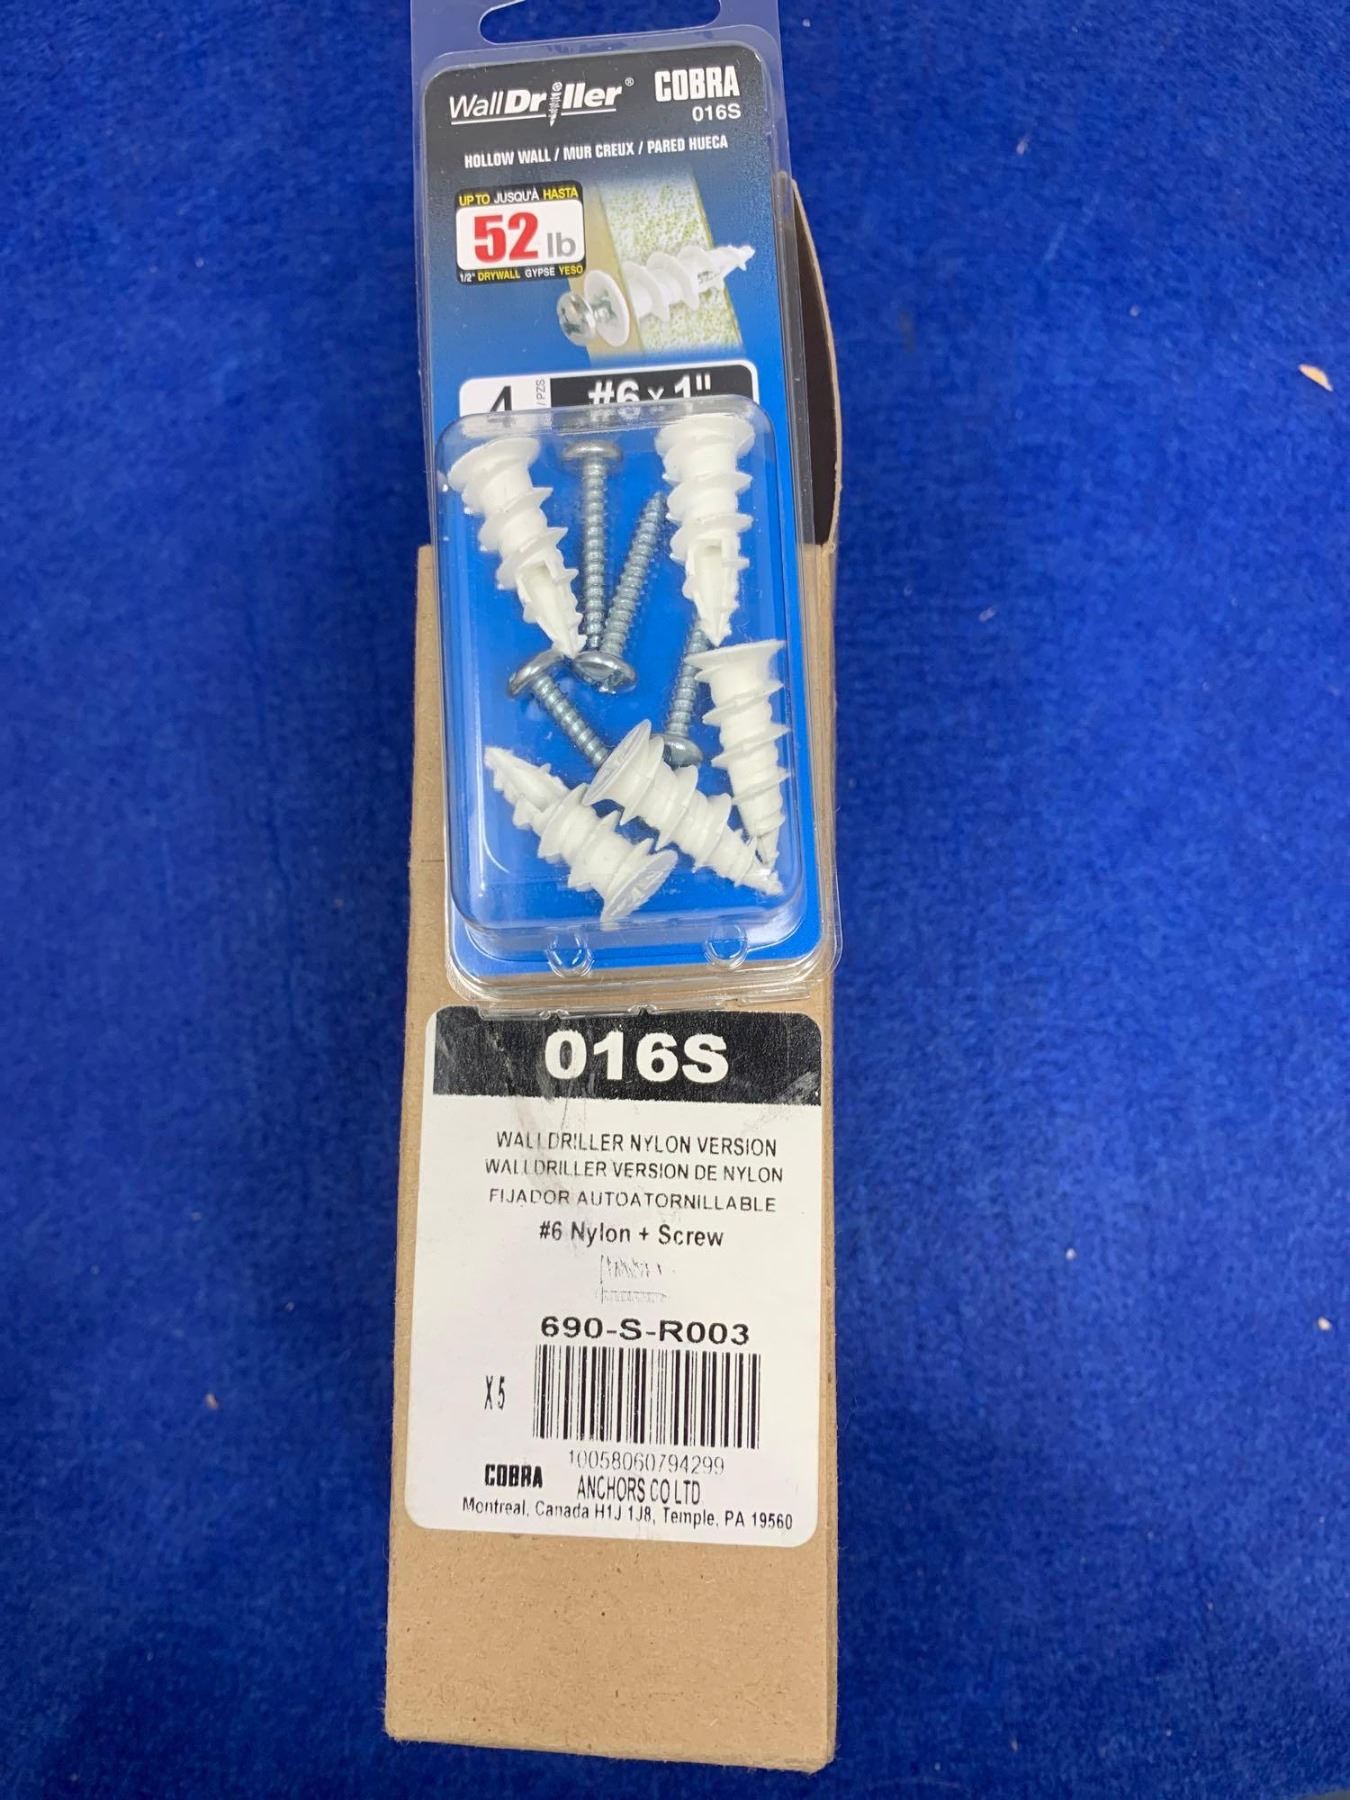 WallDriller® COBRA
016S
HOLLOW WALL / MUR CREUX / PARED HUECA
UP TO JUSQU'À HASTA
52 lb
1/2" DRYWALL GYPSE YESO
4 / PZS #6 x 1"
016S
WALLDRILLER NYLON VERSION
WALLDRILLER VERSION DE NYLON
FIJADOR AUTOATORNILLABLE
#6 Nylon + Screw
690-S-R003
X 5
10058060794299
COBRA ANCHORS CO LTD
Montreal, Canada H1J 1J8, Temple, PA 19560